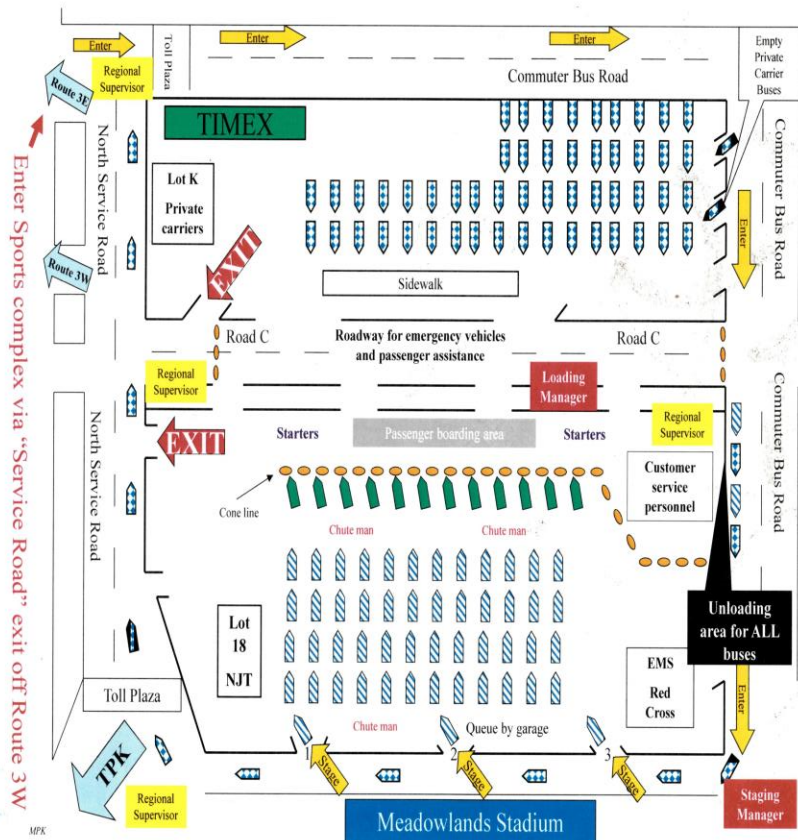 Enter
Toll Plaza
Enter
Enter
Empty
Private
Carrier
Buses
Commuter Bus Road
Route 3E
Regional
Supervisor
TIMEX
North Service Road
Lot K
Private
carriers
Commuter Bus Road
Enter
EXIT
Route 3W
Sidewalk
Enter Sports complex via “Service Road” exit off Route 3W
Road C
Roadway for emergency vehicles
and passenger assistance
Road C
Regional
Supervisor
Loading
Manager
Commuter Bus Road
North Service Road
EXIT
Starters
Passenger boarding area
Starters
Regional
Supervisor
Customer
service
personnel
Cone line
Chute man
Chute man
Unloading
area for ALL
buses
Lot
18
NJT
EMS
Red
Cross
Enter
Toll Plaza
Chute man
Queue by garage
TPK
1
2
3
Stage
Stage
Stage
Regional
Supervisor
Staging
Manager
Meadowlands Stadium
MPK